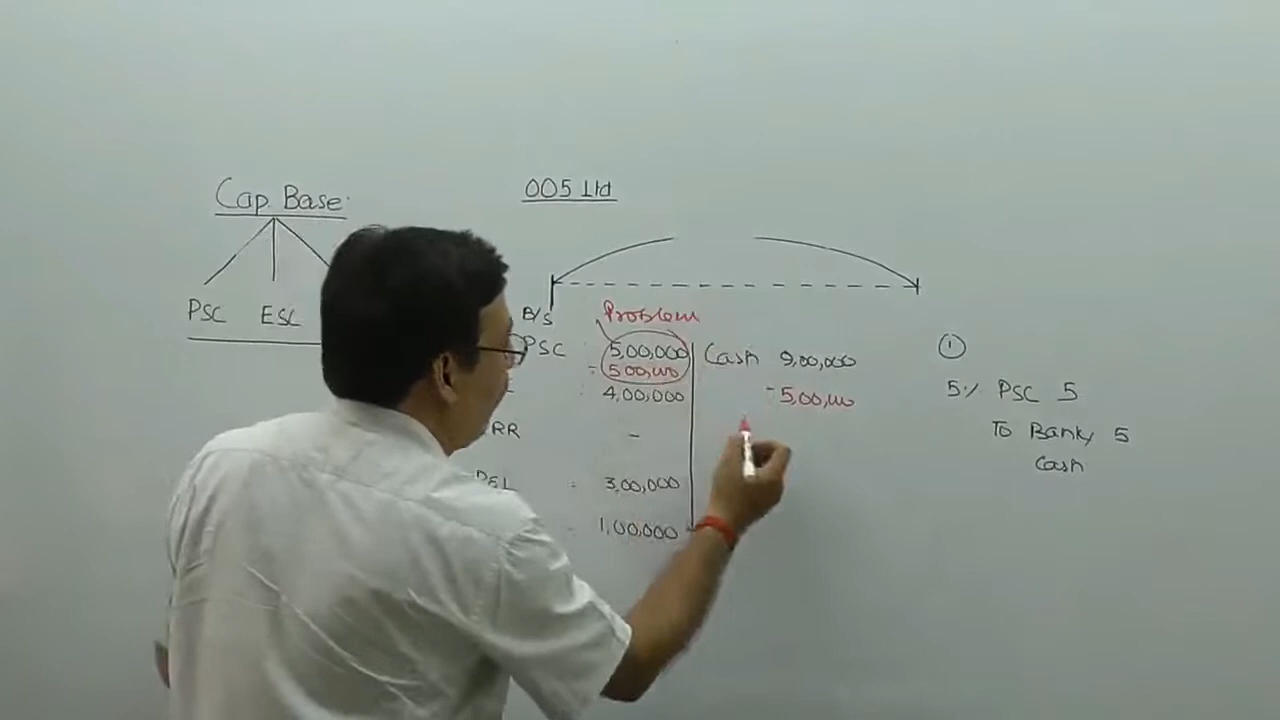 Cap. Base.
PSC ESC
005 Ltd
B/S
Problem
PSC 5,00,000
- 5,00,000
4,00,000
RR -
P&L : 3,00,000
- 1,00,000
Cash 9,00,000
- 5,00,000
①
5% PSC 5
To Bank, 5
Cash